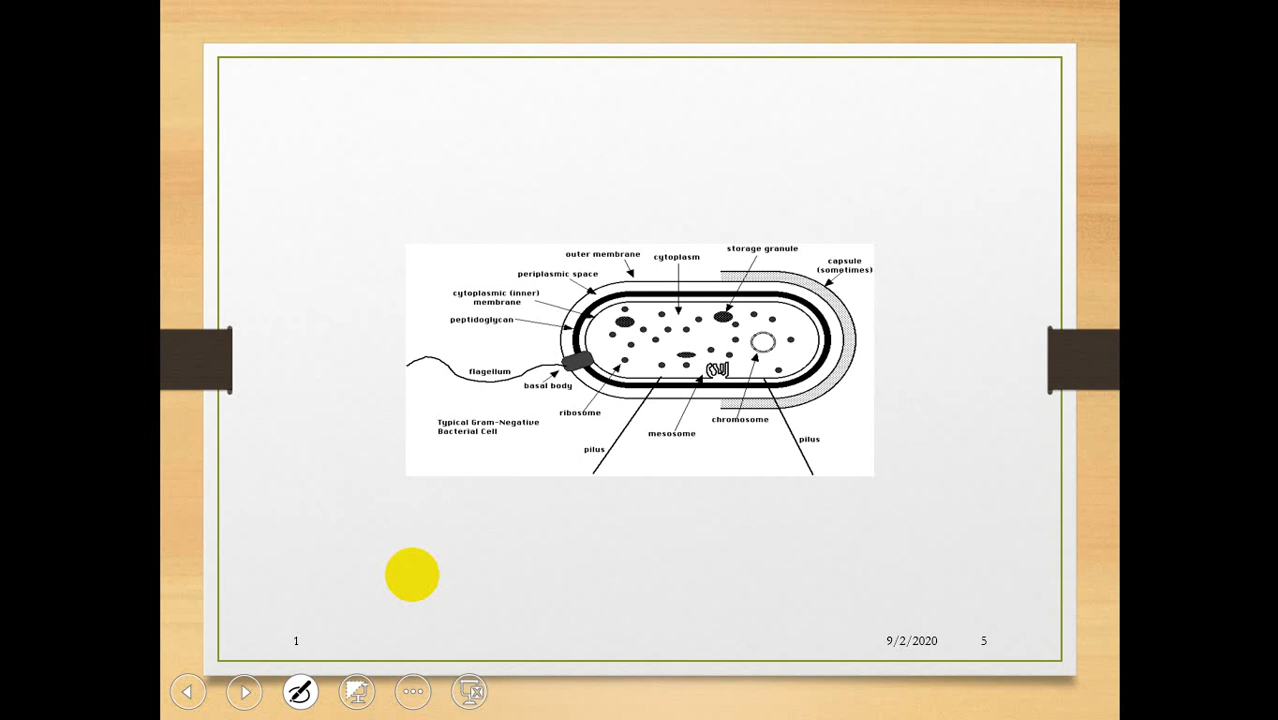 storage granule
outer membrane
cytoplasm
capsule
(sometimes)
periplasmic space
cytoplasmic (inner)
membrane
peptidoglycan
flagellum
basal body
ribosome
chromosome
Typical Gram-Negative
Bacterial Cell
mesosome
pilus
pilus
1
9/2/2020
5